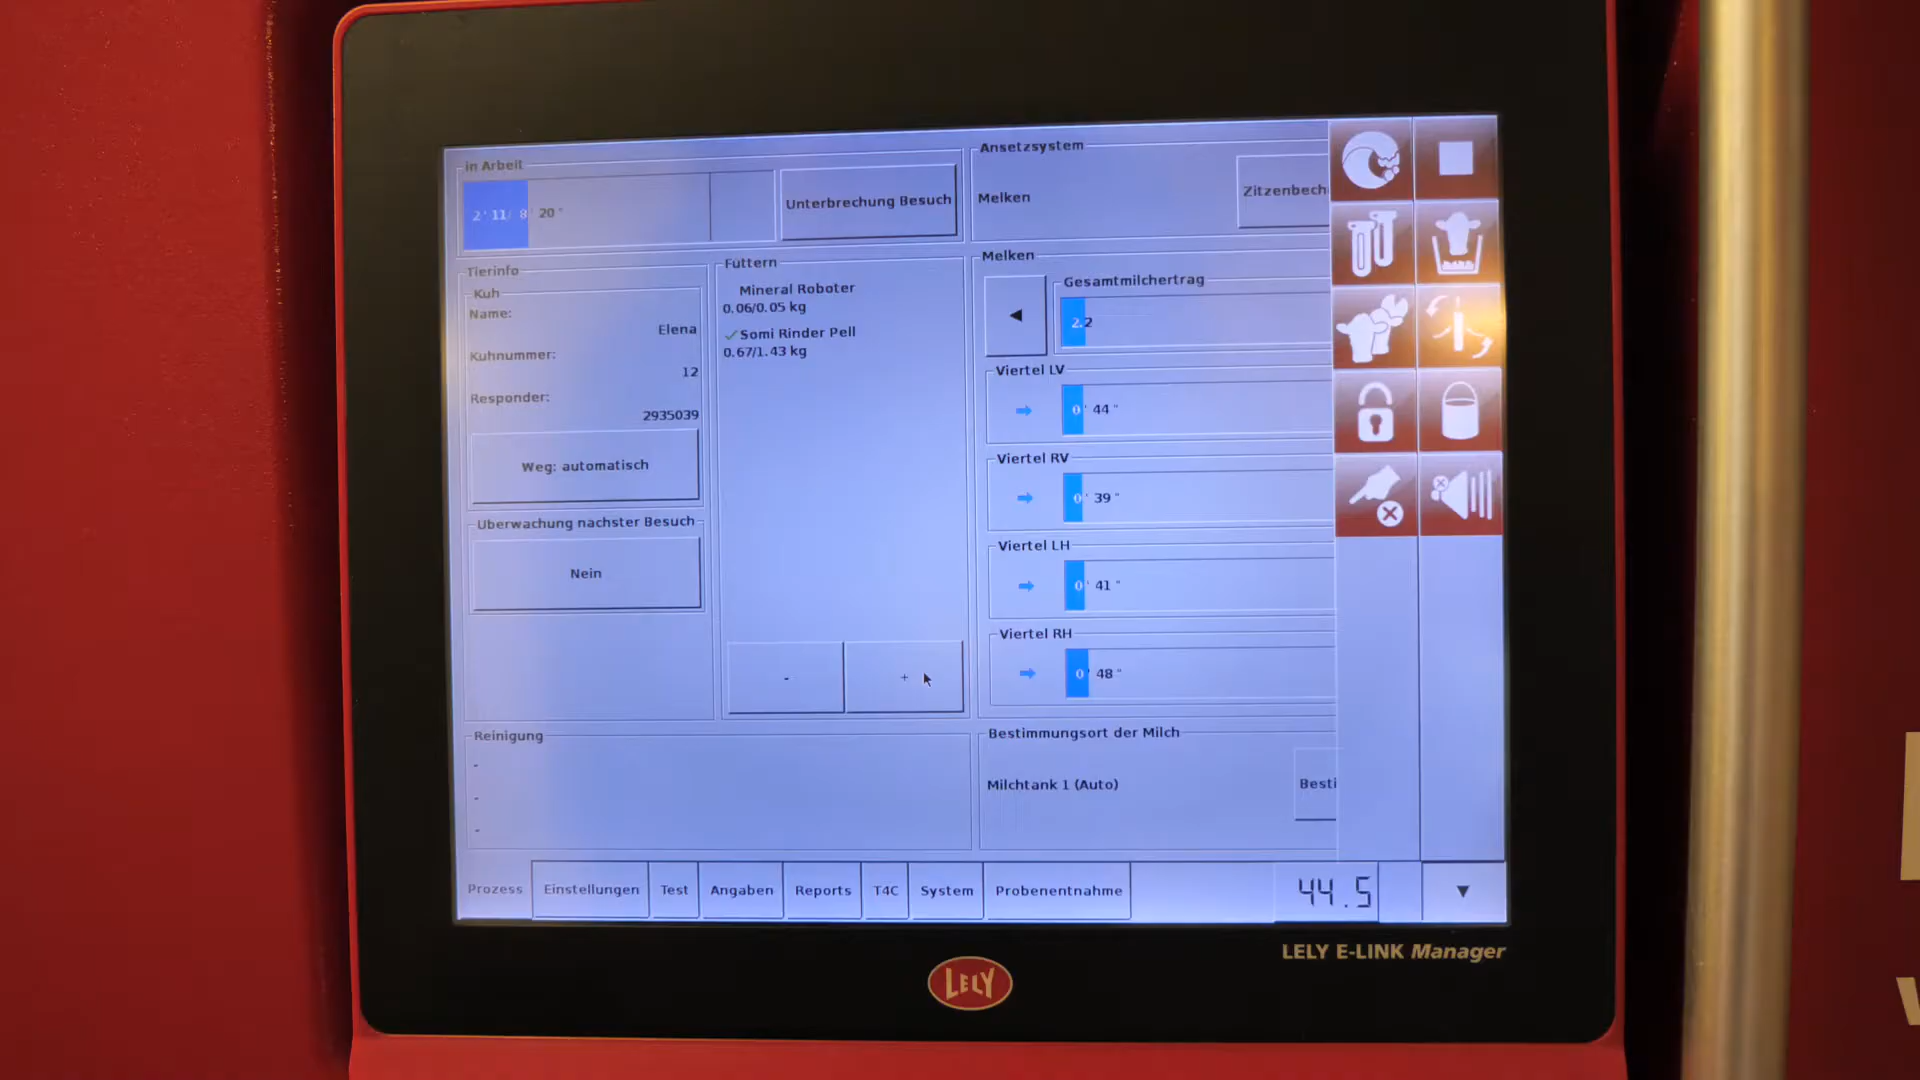 in Arbeit
2' 11/ 8' 20"
Unterbrechung Besuch
Ansetzsystem
Melken
Zitzenbech
Tierinfo
Kuh
Name:
Elena
Kuhnummer:
12
Responder:
2935039
Weg: automatisch
Uberwachung nachster Besuch
Nein
Futtern
Mineral Roboter
0.06/0.05 kg
Somi Rinder Pell
0.67/1.43 kg
-
+
Melken
Gesamtmilchertrag
2.2
Viertel LV
0' 44"
Viertel RV
0' 39"
Viertel LH
0' 41"
Viertel RH
0' 48"
Reinigung
-
-
-
Bestimmungsort der Milch
Milchtank 1 (Auto)
Besti
Prozess
Einstellungen
Test
Angaben
Reports
T4C
System
Probenentnahme
44.5
LELY E-LINK Manager
LELY